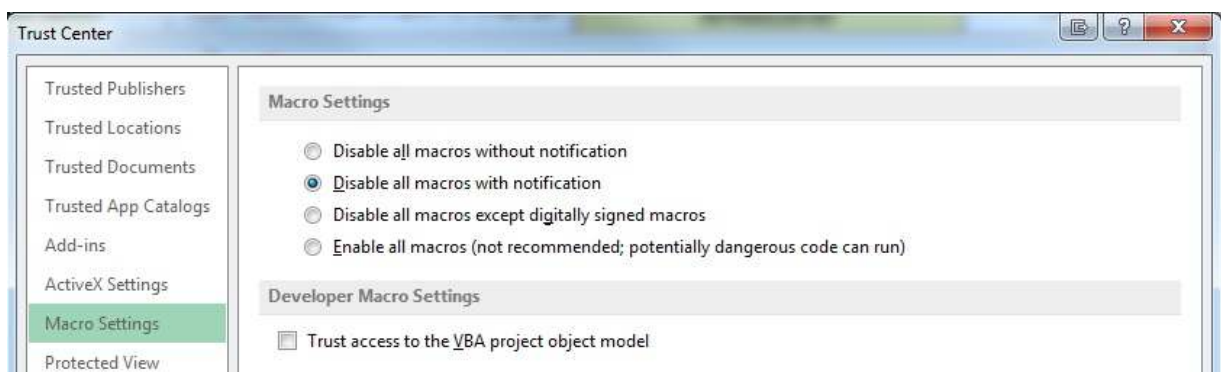 Trust Center
Trusted Publishers
Trusted Locations
Trusted Documents
Trusted App Catalogs
Add-ins
ActiveX Settings
Macro Settings
Protected View
Macro Settings
Disable all macros without notification
Disable all macros with notification
Disable all macros except digitally signed macros
Enable all macros (not recommended; potentially dangerous code can run)
Developer Macro Settings
Trust access to the VBA project object model